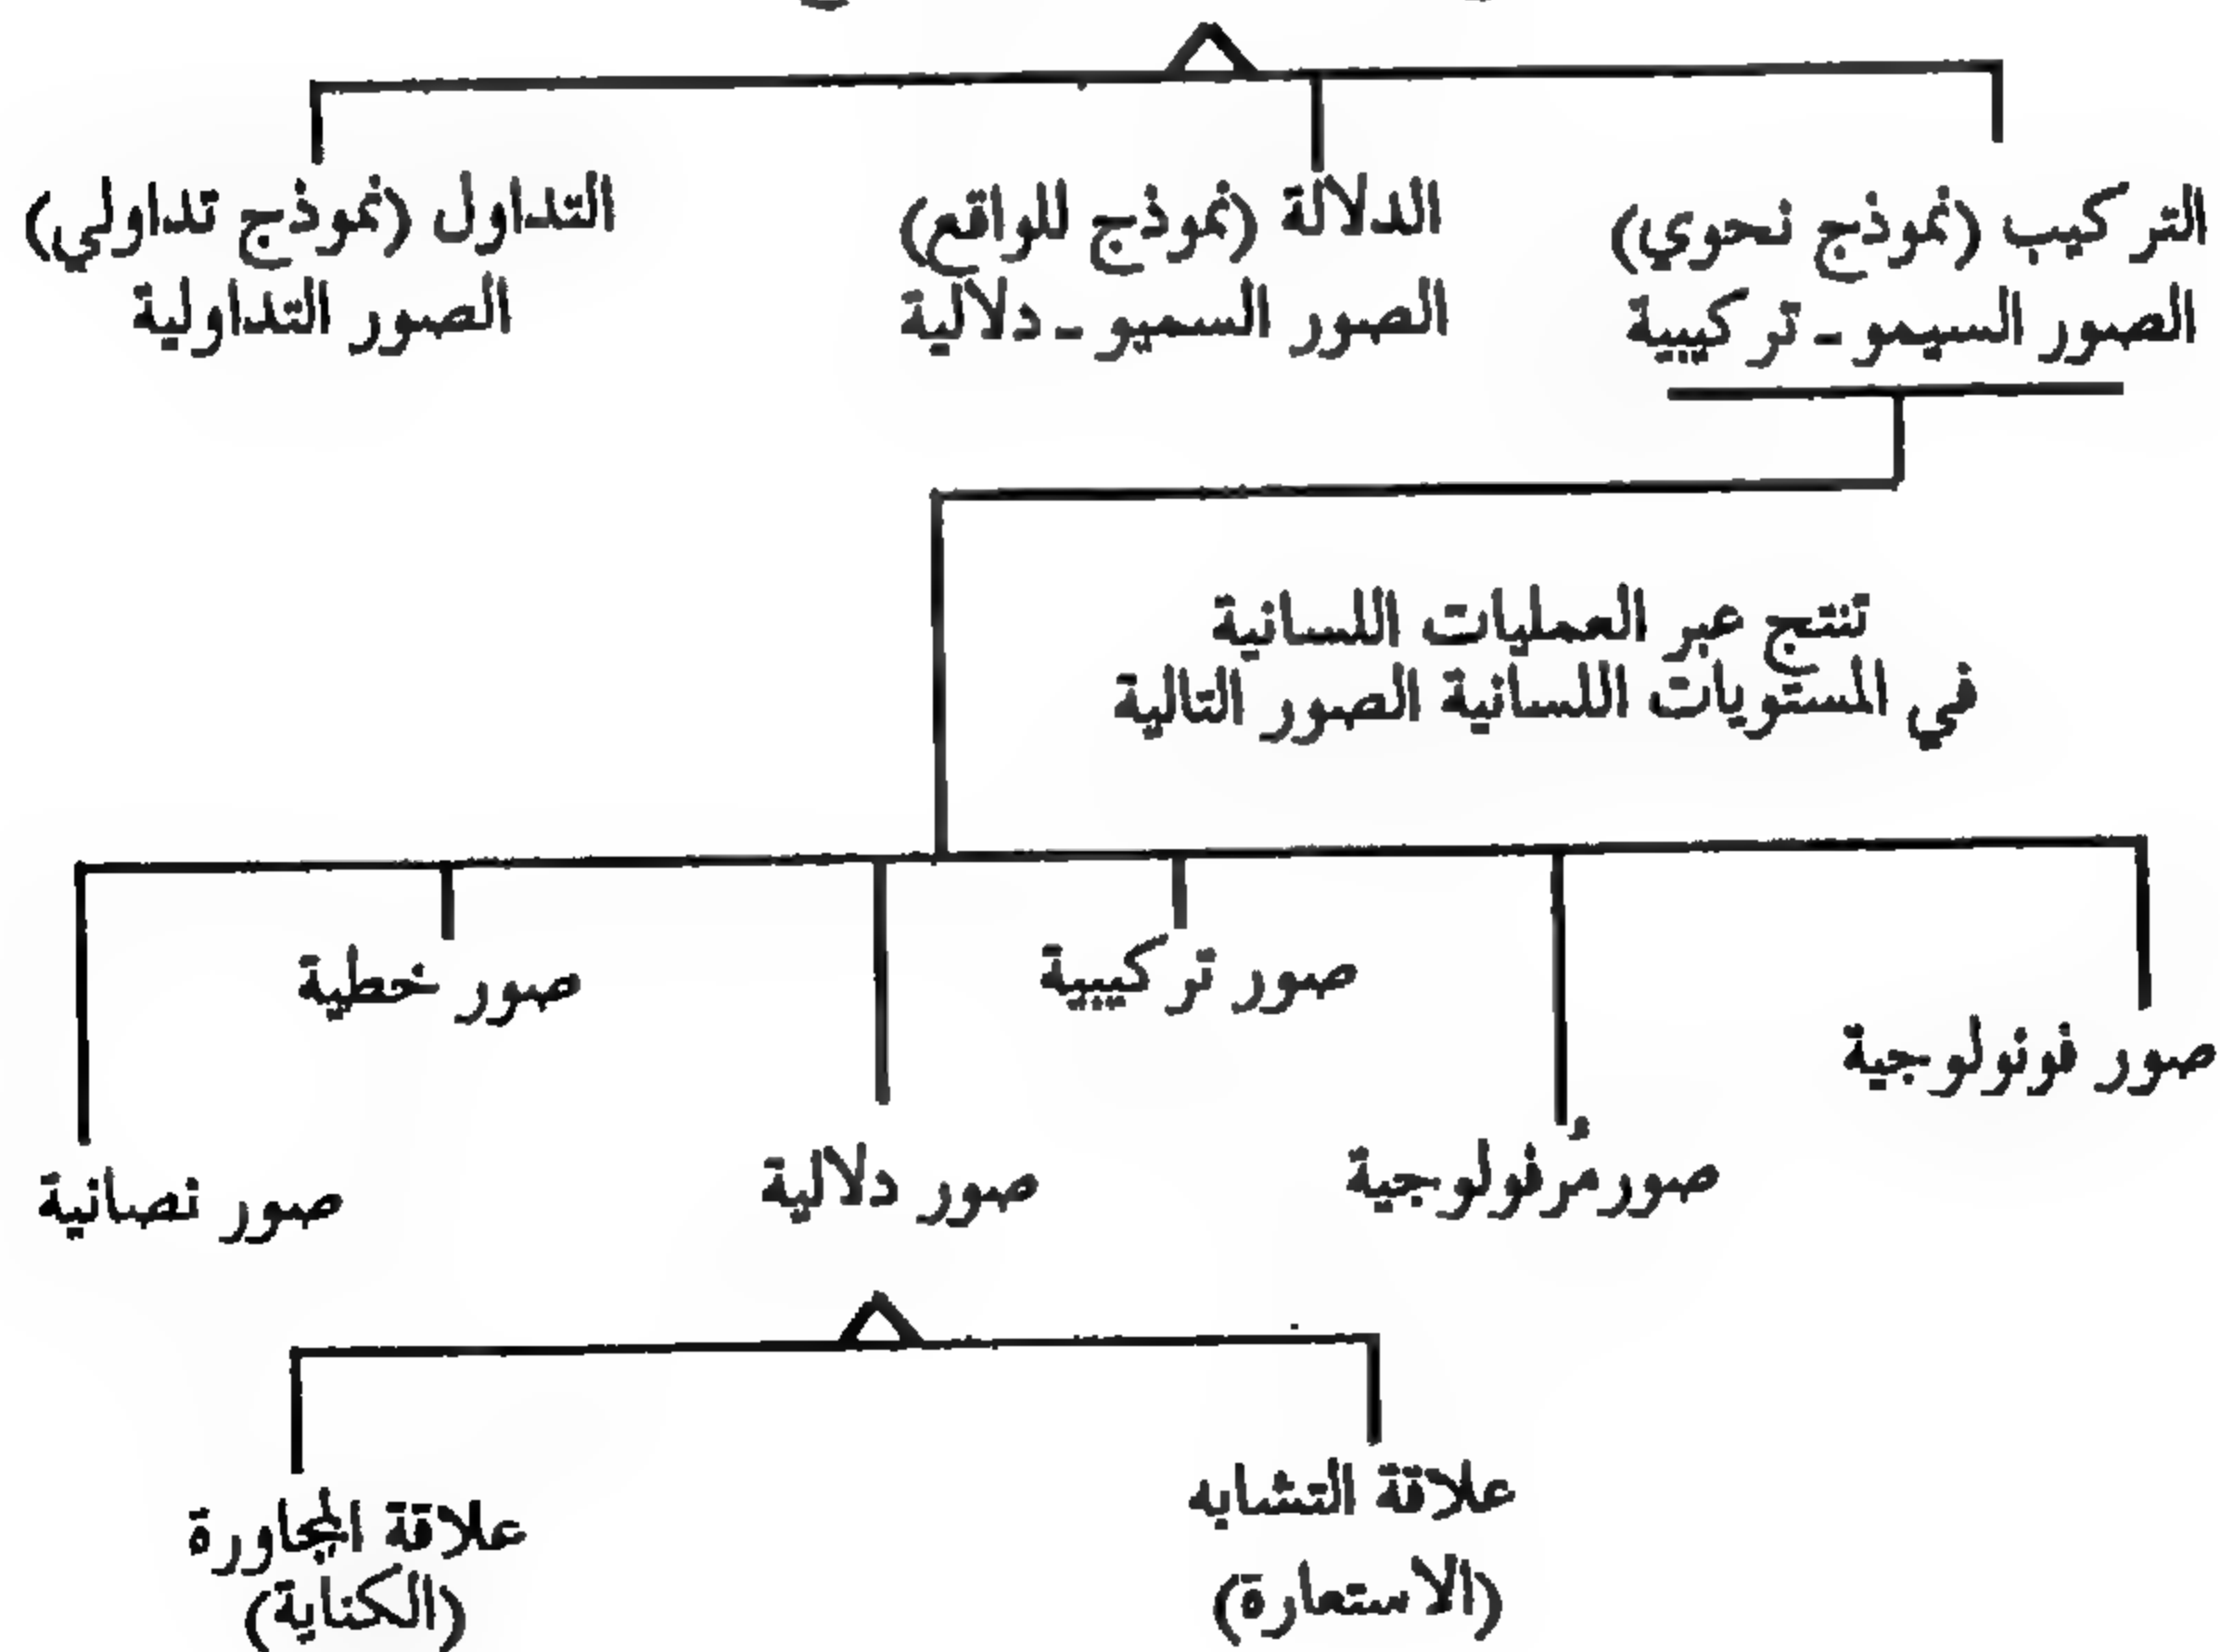 التركيب (نموذج نحوي)
الصور السيمو - تركيبية
الدلالة (نموذج للواقع)
الصور السميو - دلالية
التداول (نموذج تداولي)
الصور التداولية
تنتج عبر العمليات اللسانية
في المستويات اللسانية الصور التالية
صور فونولوجية
صور مُرفولوجية
صور تركيبية
صور دلالية
صور خطية
صور نصانية
علاقة التشابه
(الاستعارة)
علاقة المجاورة
(الكناية)